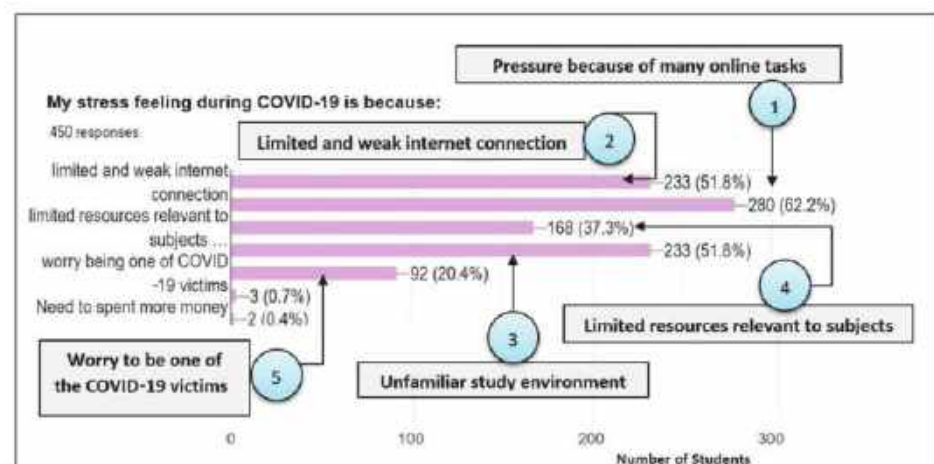 Pressure because of many online tasks
1
My stress feeling during COVID-19 is because:
450 responses
Limited and weak internet connection
2
limited and weak internet
connection
233 (51.8%)
280 (62.2%)
limited resources relevant to
subjects ...
168 (37.3%)
233 (51.8%)
worry being one of COVID
-19 victims
92 (20.4%)
3 (0.7%)
Need to spent more money
2 (0.4%)
4
Limited resources relevant to subjects
3
Unfamiliar study environment
Worry to be one of
the COVID-19 victims
5
0
100
200
300
Number of Students